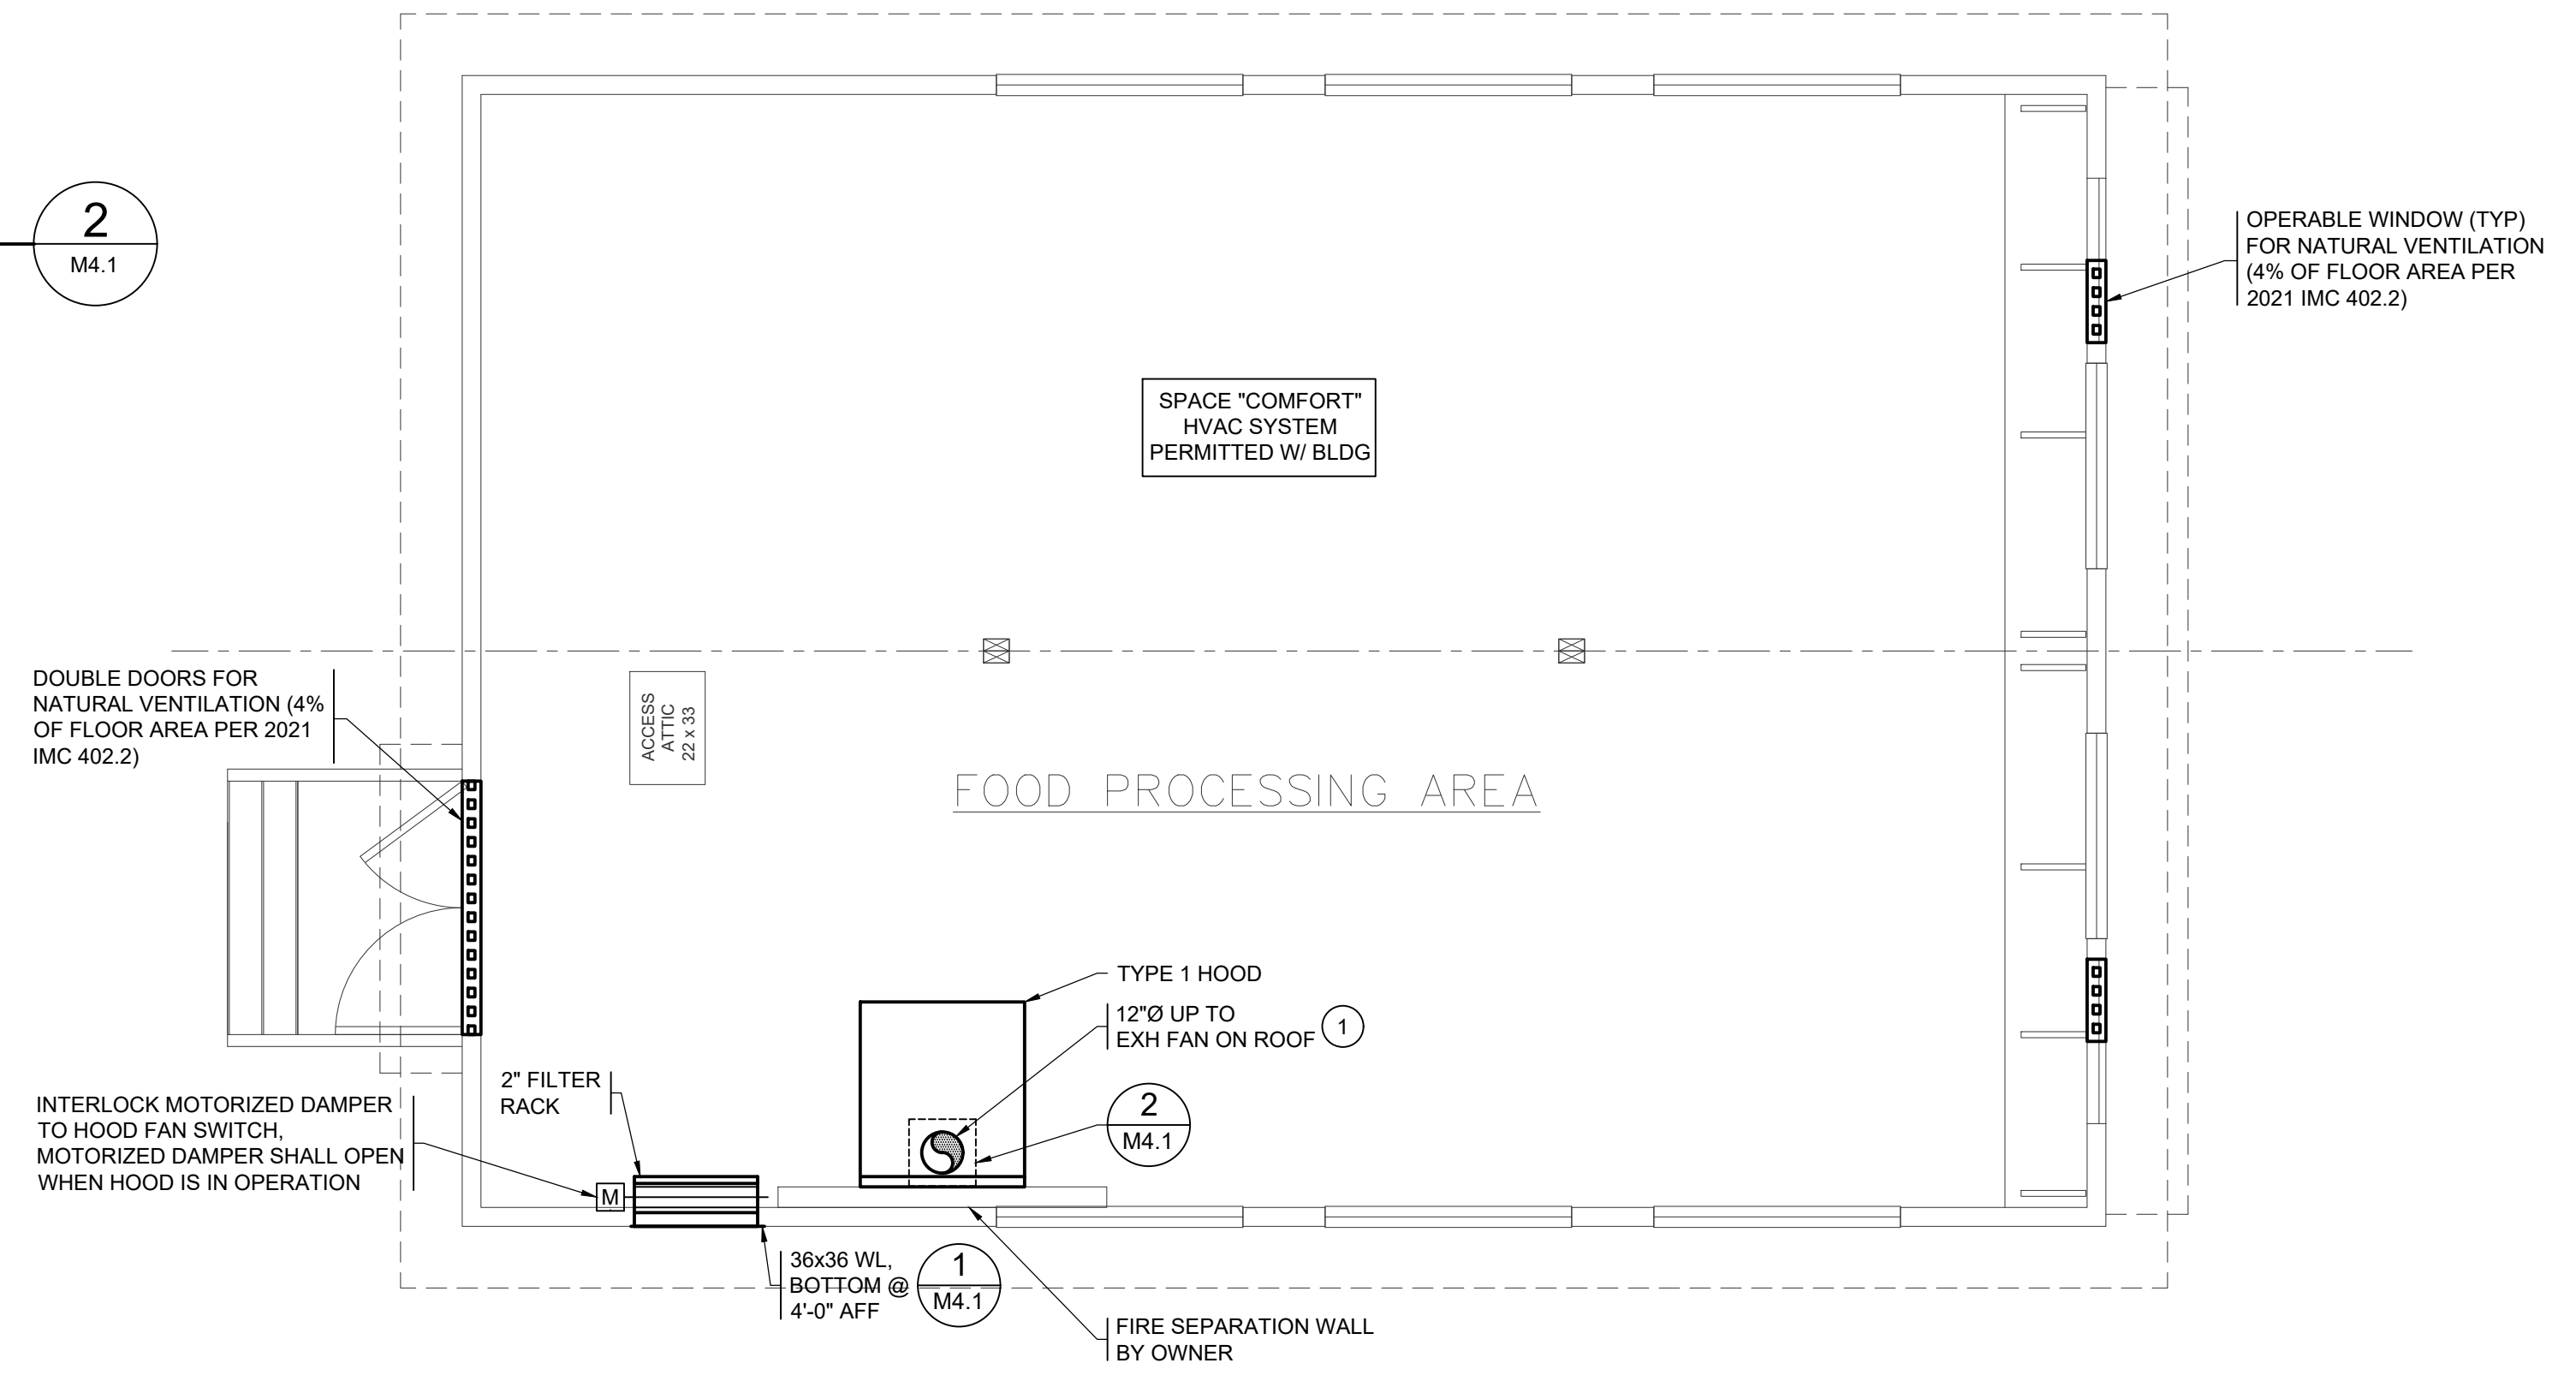 2
M4.1
OPERABLE WINDOW (TYP)
FOR NATURAL VENTILATION
(4% OF FLOOR AREA PER
2021 IMC 402.2)
SPACE "COMFORT"
HVAC SYSTEM
PERMITTED W/ BLDG
DOUBLE DOORS FOR
NATURAL VENTILATION (4%
OF FLOOR AREA PER 2021
IMC 402.2)
ACCESS
ATTIC
22 x 33
FOOD PROCESSING AREA
TYPE 1 HOOD
12"Ø UP TO
EXH FAN ON ROOF
1
2" FILTER
RACK
2
M4.1
INTERLOCK MOTORIZED DAMPER
TO HOOD FAN SWITCH,
MOTORIZED DAMPER SHALL OPEN
WHEN HOOD IS IN OPERATION
M
36x36 WL,
BOTTOM @
4'-0" AFF
1
M4.1
FIRE SEPARATION WALL
BY OWNER